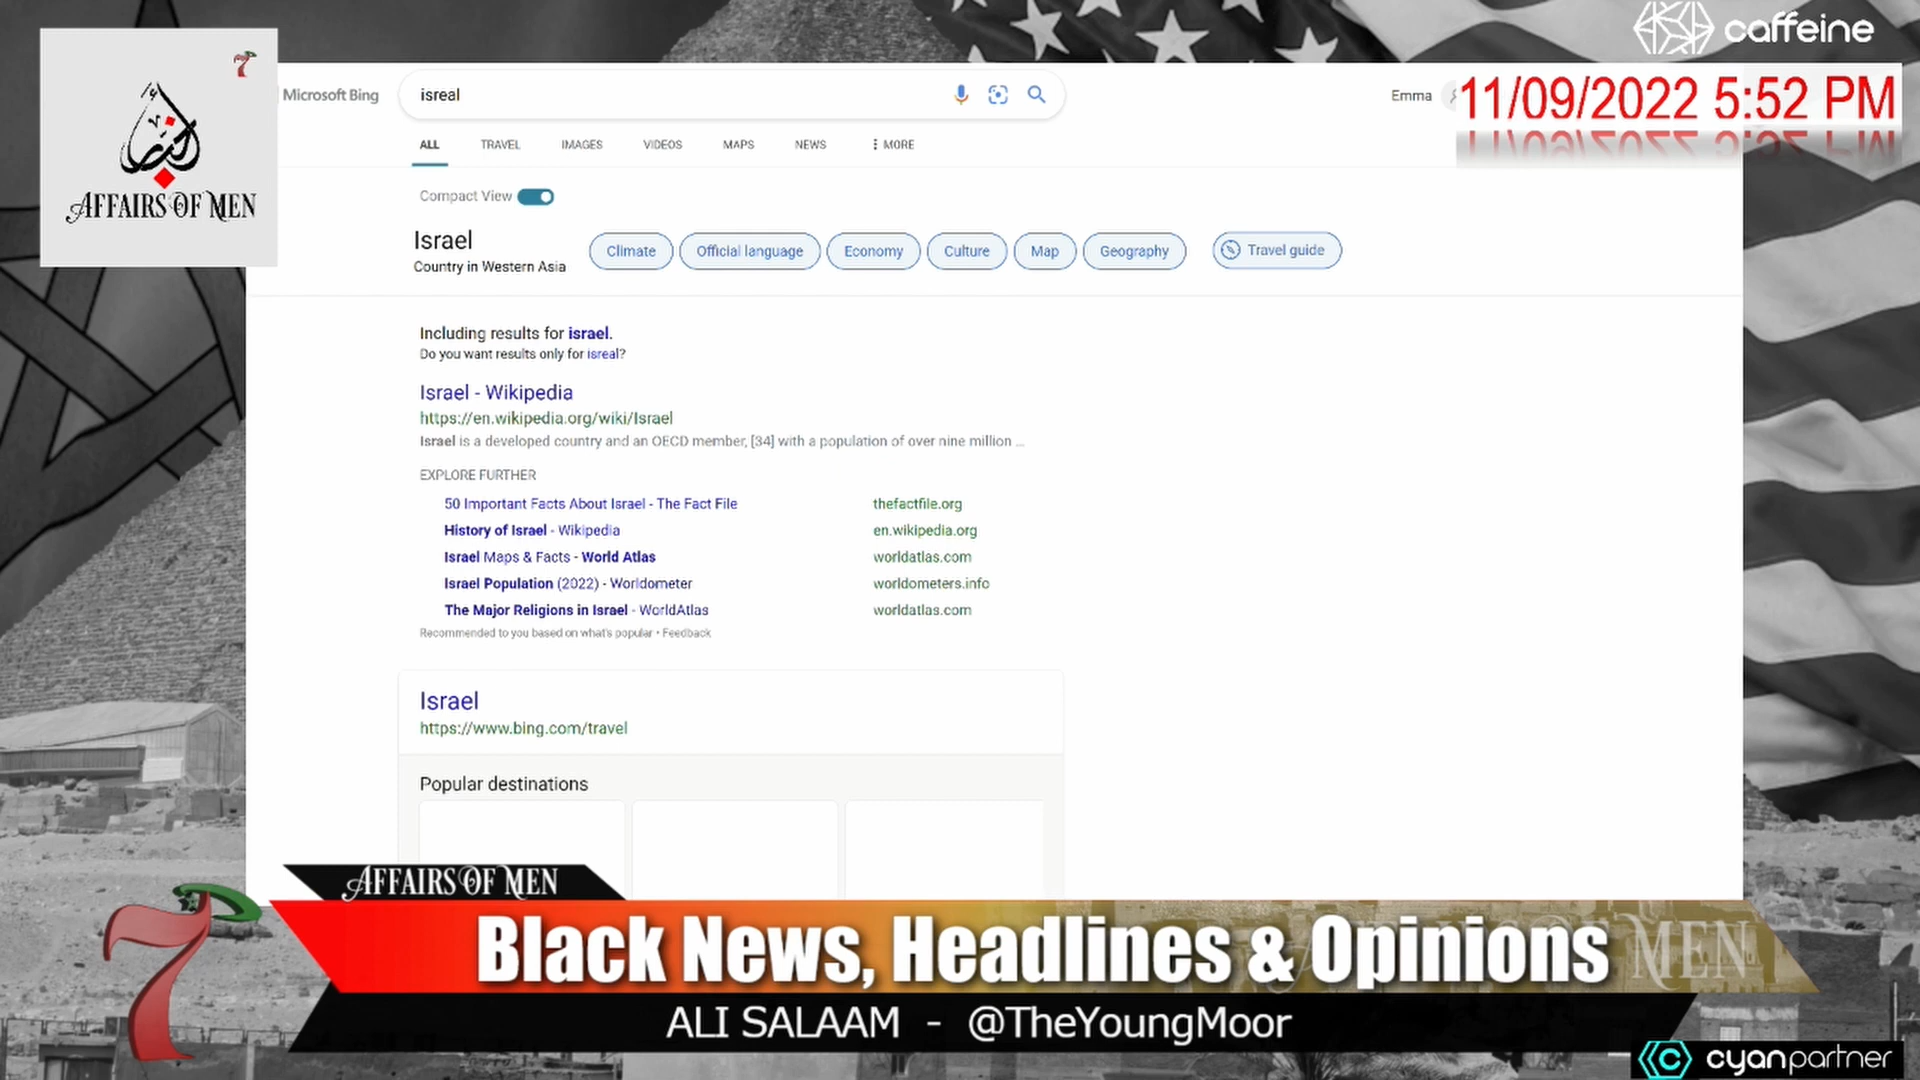 caffeine
7
AFFAIRS OF MEN
Microsoft Bing
isreal
Emma
11/09/2022 5:52 PM
ALL
TRAVEL
IMAGES
VIDEOS
MAPS
NEWS
MORE
Compact View
Israel
Country in Western Asia
Climate
Official language
Economy
Culture
Map
Geography
Travel guide
Including results for israel.
Do you want results only for isreal?
Israel - Wikipedia
https://en.wikipedia.org/wiki/Israel
Israel is a developed country and an OECD member, [34] with a population of over nine million ...
EXPLORE FURTHER
50 Important Facts About Israel - The Fact File thefactfile.org
History of Israel - Wikipedia en.wikipedia.org
Israel Maps & Facts - World Atlas worldatlas.com
Israel Population (2022) - Worldometer worldometers.info
The Major Religions in Israel - WorldAtlas worldatlas.com
Recommended to you based on what's popular • Feedback
Israel
https://www.bing.com/travel
Popular destinations
AFFAIRS OF MEN
7
Black News, Headlines & Opinions
MEN
ALI SALAAM - @TheYoungMoor
cyanpartner